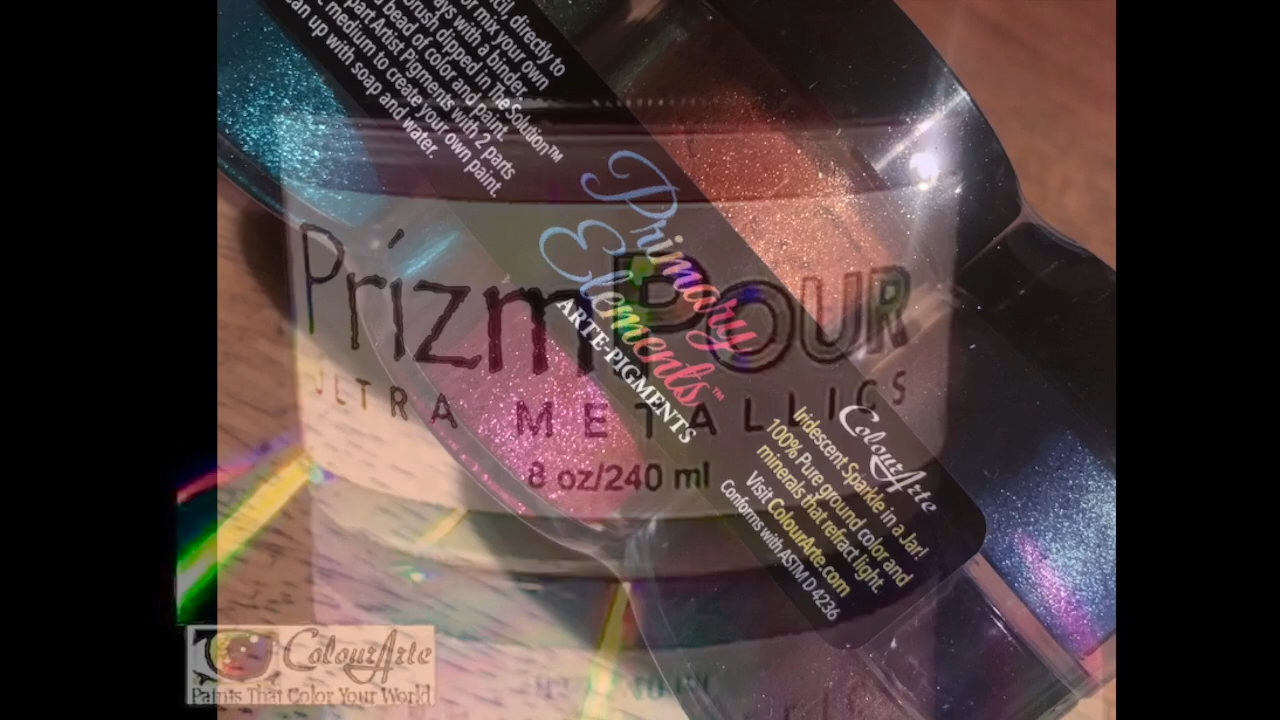 cil, directly to
or mix your own
ays with a binder.
brush dipped in The Solution™
a bead of color and paint.
part Artist Pigments with 2 parts
medium to create your own paint.
an up with soap and water.
Primary
Elements™
ARTE-PIGMENTS
PrizmPOUR
ULTRA METALLICS
8 oz/240 ml
ColourArte
Iridescent Sparkle in a Jar!
100% Pure ground color and
minerals that refract light.
Visit ColourArte.com
Conforms with ASTM D 4236
ColourArte
Paints That Color Your World